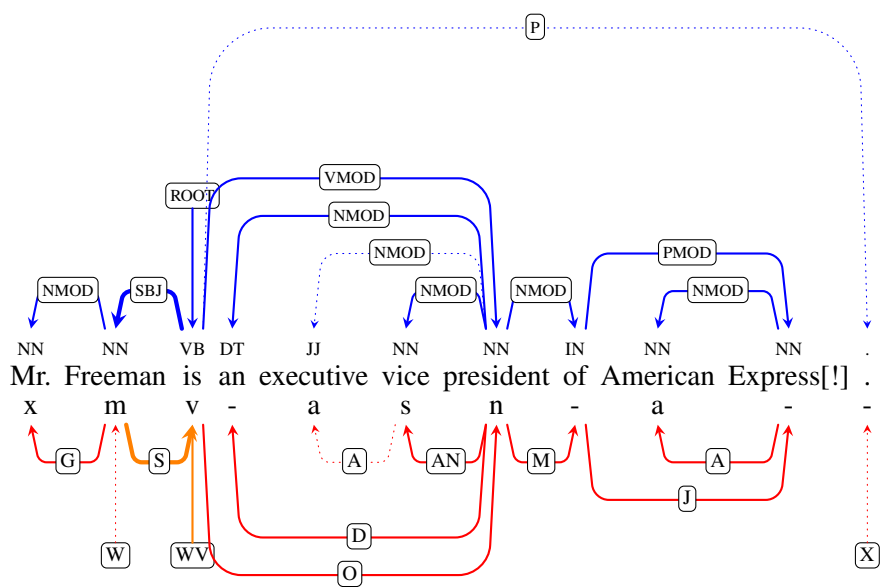 P
VMOD
ROOT
NMOD
NMOD PMOD
NMOD SBJ NMOD NMOD NMOD
NN NN VB DT JJ NN NN IN NN NN .
Mr. Freeman is an executive vice president of American Express[!] .
x m v - a s n - a - -
G S A AN M A
J
D
W WV X
O